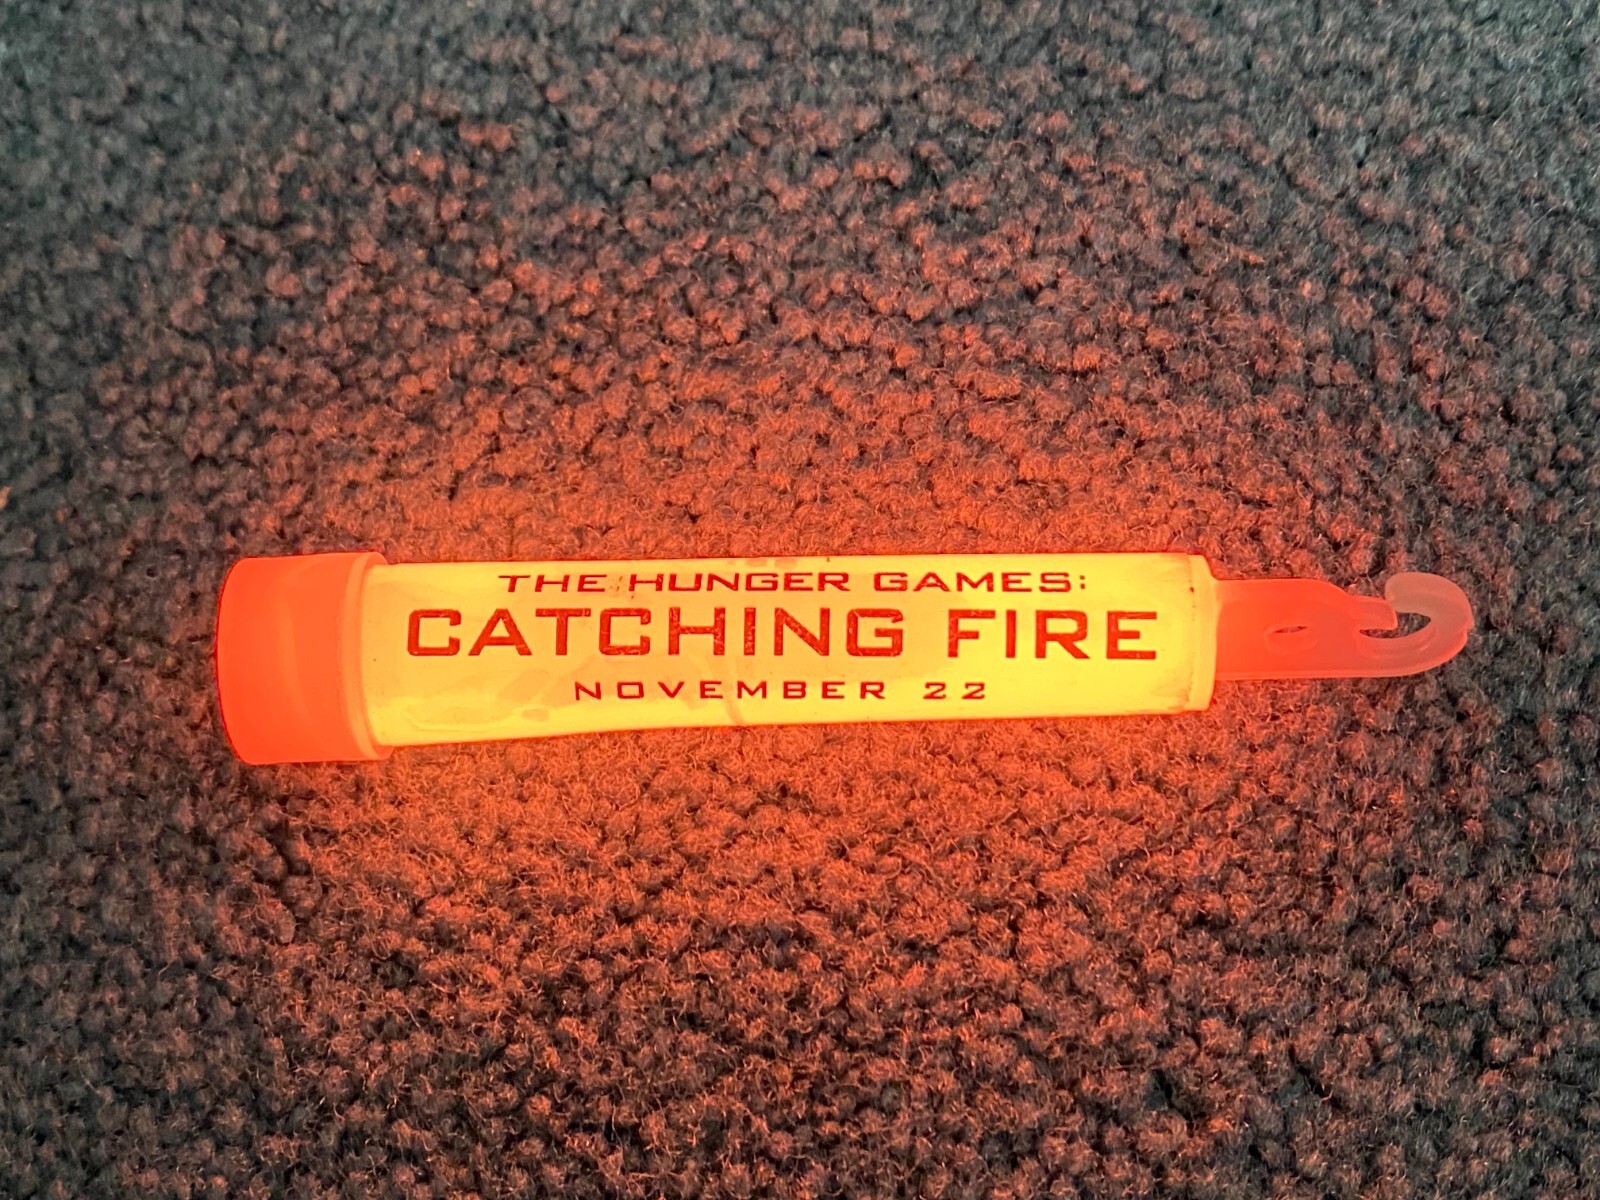 THE HUNGER GAMES:
CATCHING FIRE
NOVEMBER 22